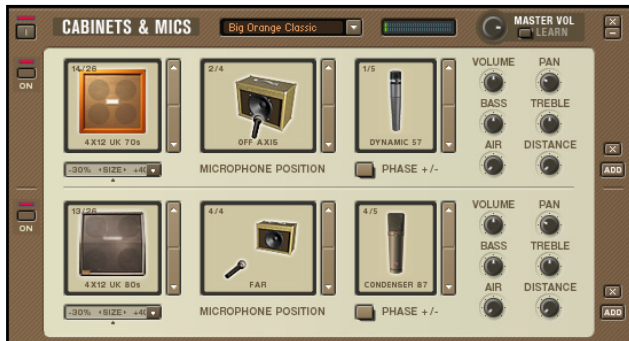 CABINETS & MICS
Big Orange Classic
MASTER VOL
LEARN
ON
14/26
4X12 UK 70s
2/4
OFF AXIS
1/5
DYNAMIC 57
VOLUME PAN
BASS TREBLE
AIR DISTANCE
-30% SIZE +40
MICROPHONE POSITION
PHASE +/-
ADD
ON
13/26
4X12 UK 80s
4/4
FAR
4/5
CONDENSER 87
VOLUME PAN
BASS TREBLE
AIR DISTANCE
-30% SIZE +40
MICROPHONE POSITION
PHASE +/-
ADD